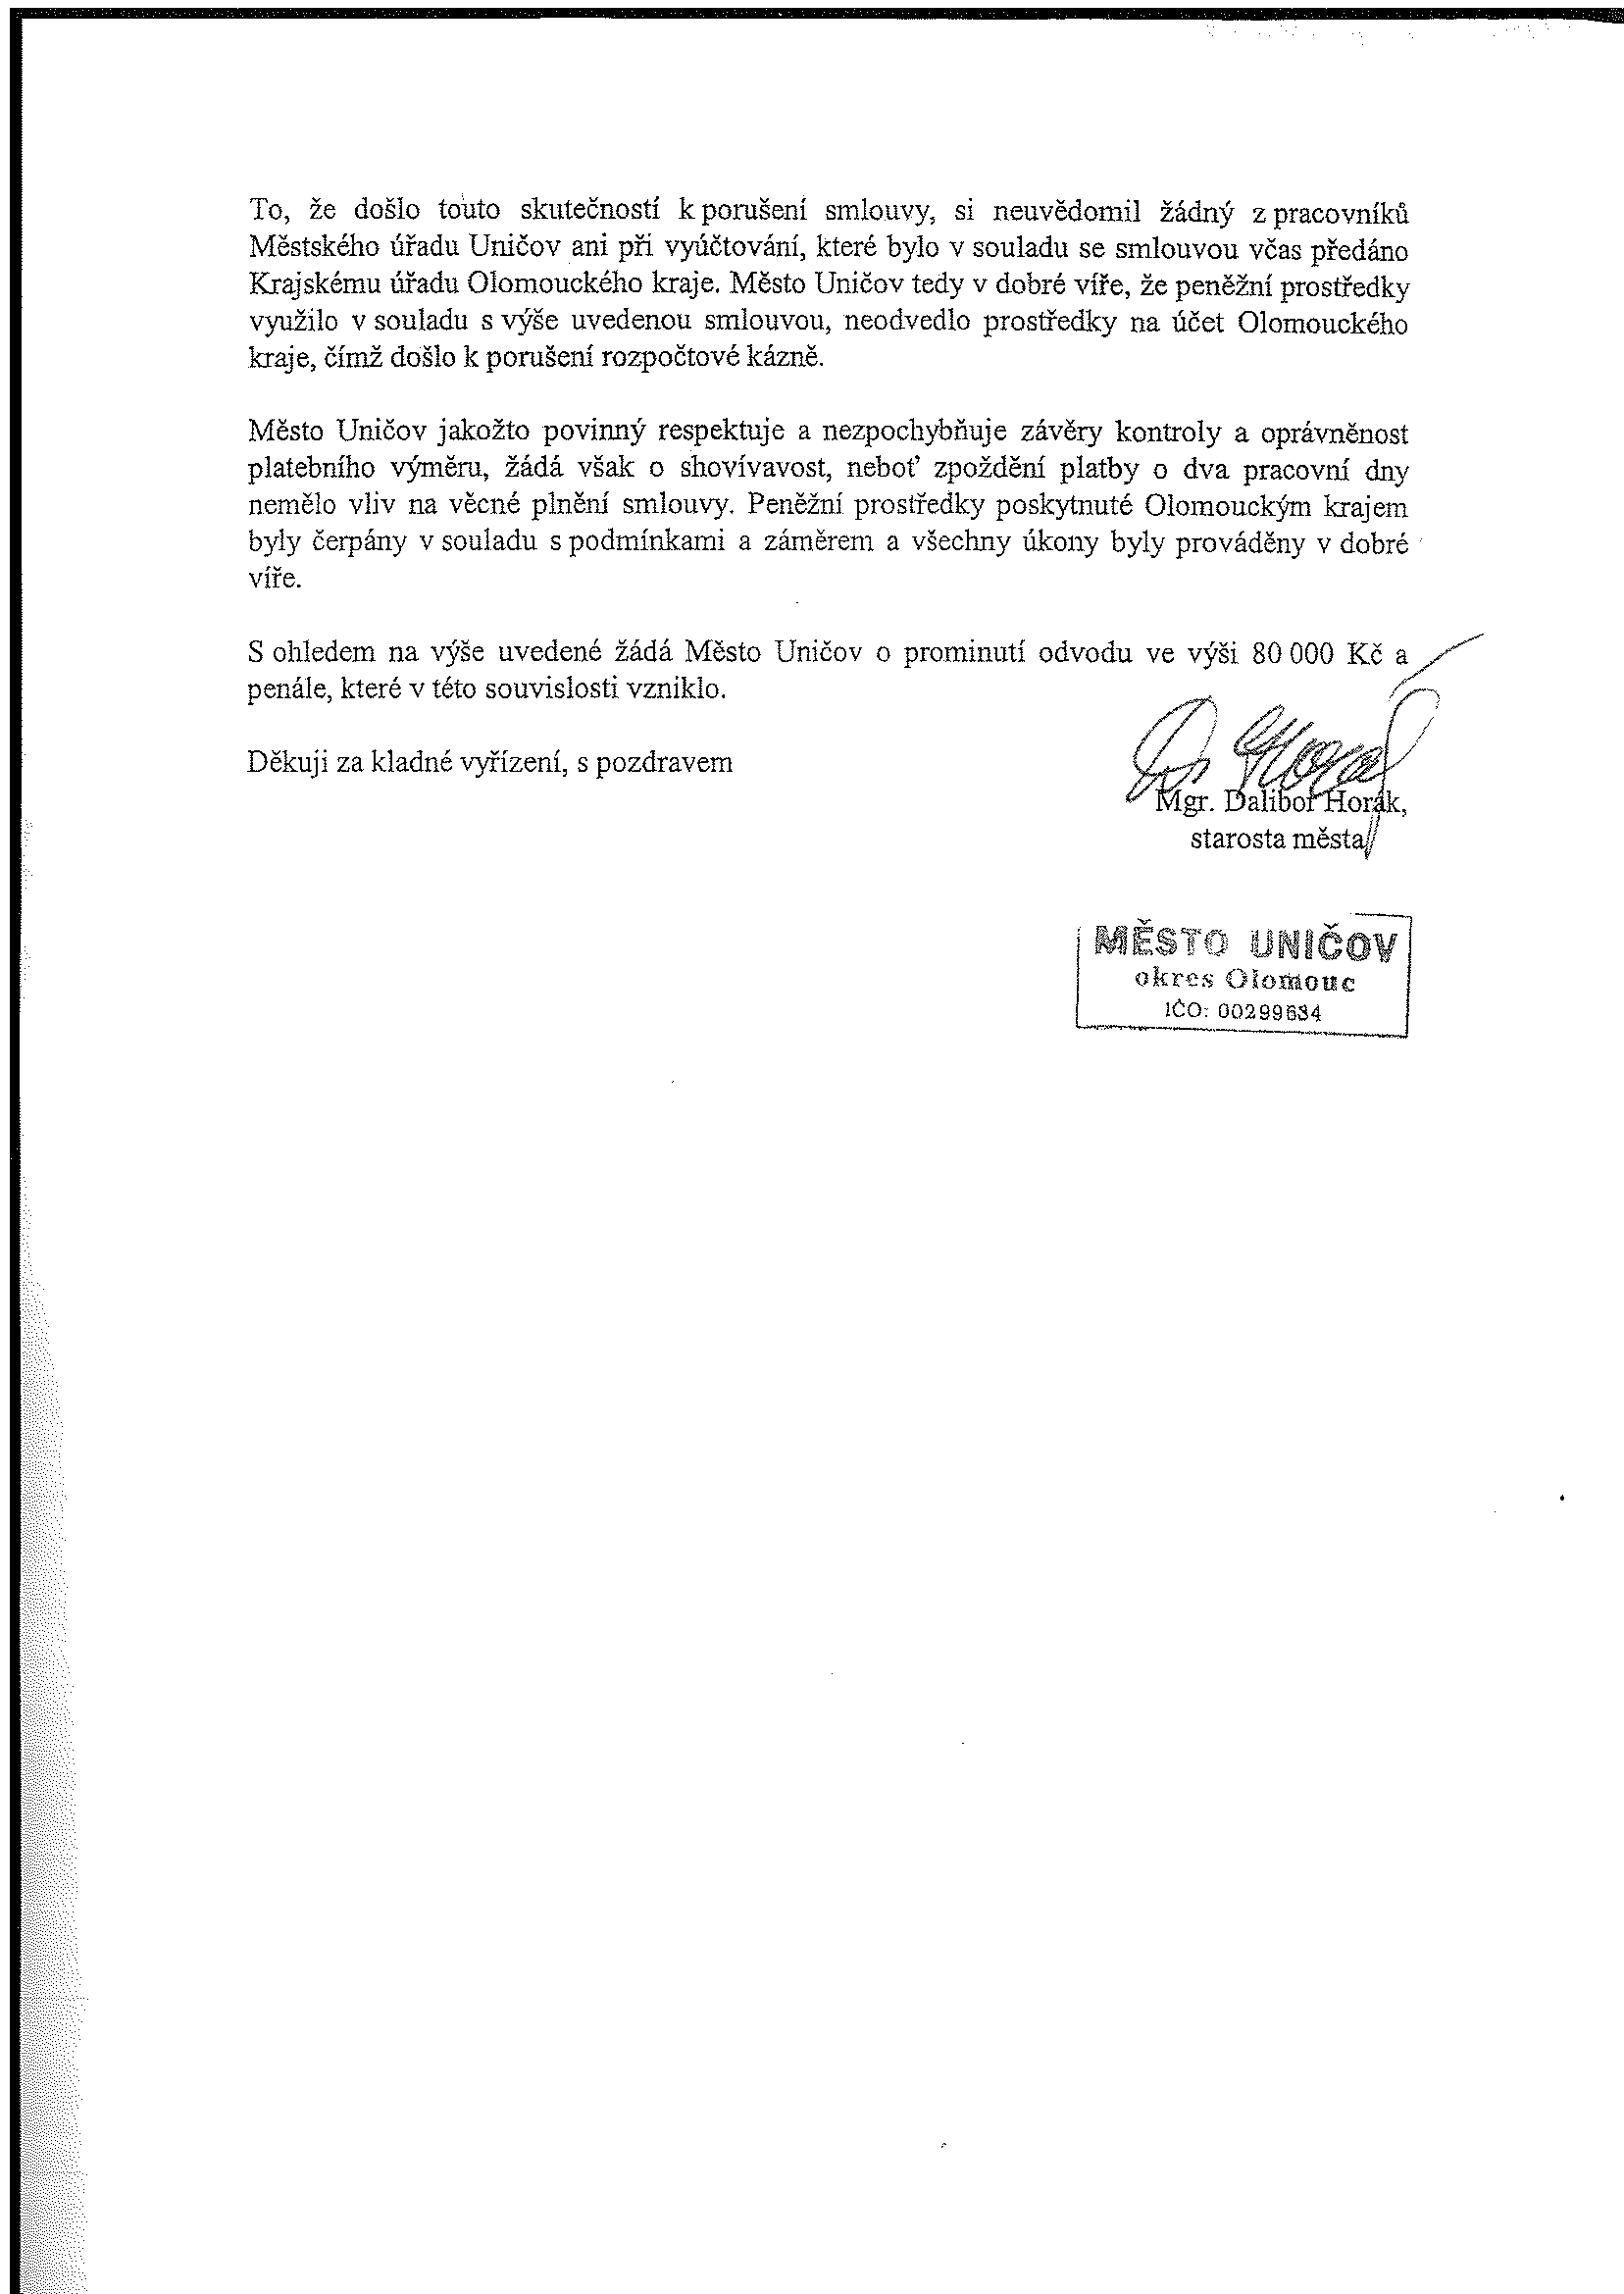 To, že došlo touto skutečností k porušení smlouvy, si neuvědomil žádný z pracovníků
Městského úřadu Uničov ani při vyúčtování, které bylo v souladu se smlouvou včas předáno
Krajskému úřadu Olomouckého kraje. Město Uničov tedy v dobré víře, že peněžní prostředky
využilo v souladu s výše uvedenou smlouvou, neodvedlo prostředky na účet Olomouckého
kraje, čímž došlo k porušení rozpočtové kázně.
Město Uničov jakožto povinný respektuje a nezpochybňuje závěry kontroly a oprávněnost
platebního výměru, žádá však o shovívavost, neboť zpoždění platby o dva pracovní dny
nemělo vliv na věcné plnění smlouvy. Peněžní prostředky poskytnuté Olomouckým krajem
byly čerpány v souladu s podmínkami a záměrem a všechny úkony byly prováděny v dobré
víře.
S ohledem na výše uvedené žádá Město Uničov o prominutí odvodu ve výši 80 000 Kč a
penále, které v této souvislosti vzniklo.
Děkuji za kladné vyřízení, s pozdravem
Mgr. Dalibor Horák,
starosta města
MĚSTO UNIČOV
okres Olomouc
IČO: 00299634